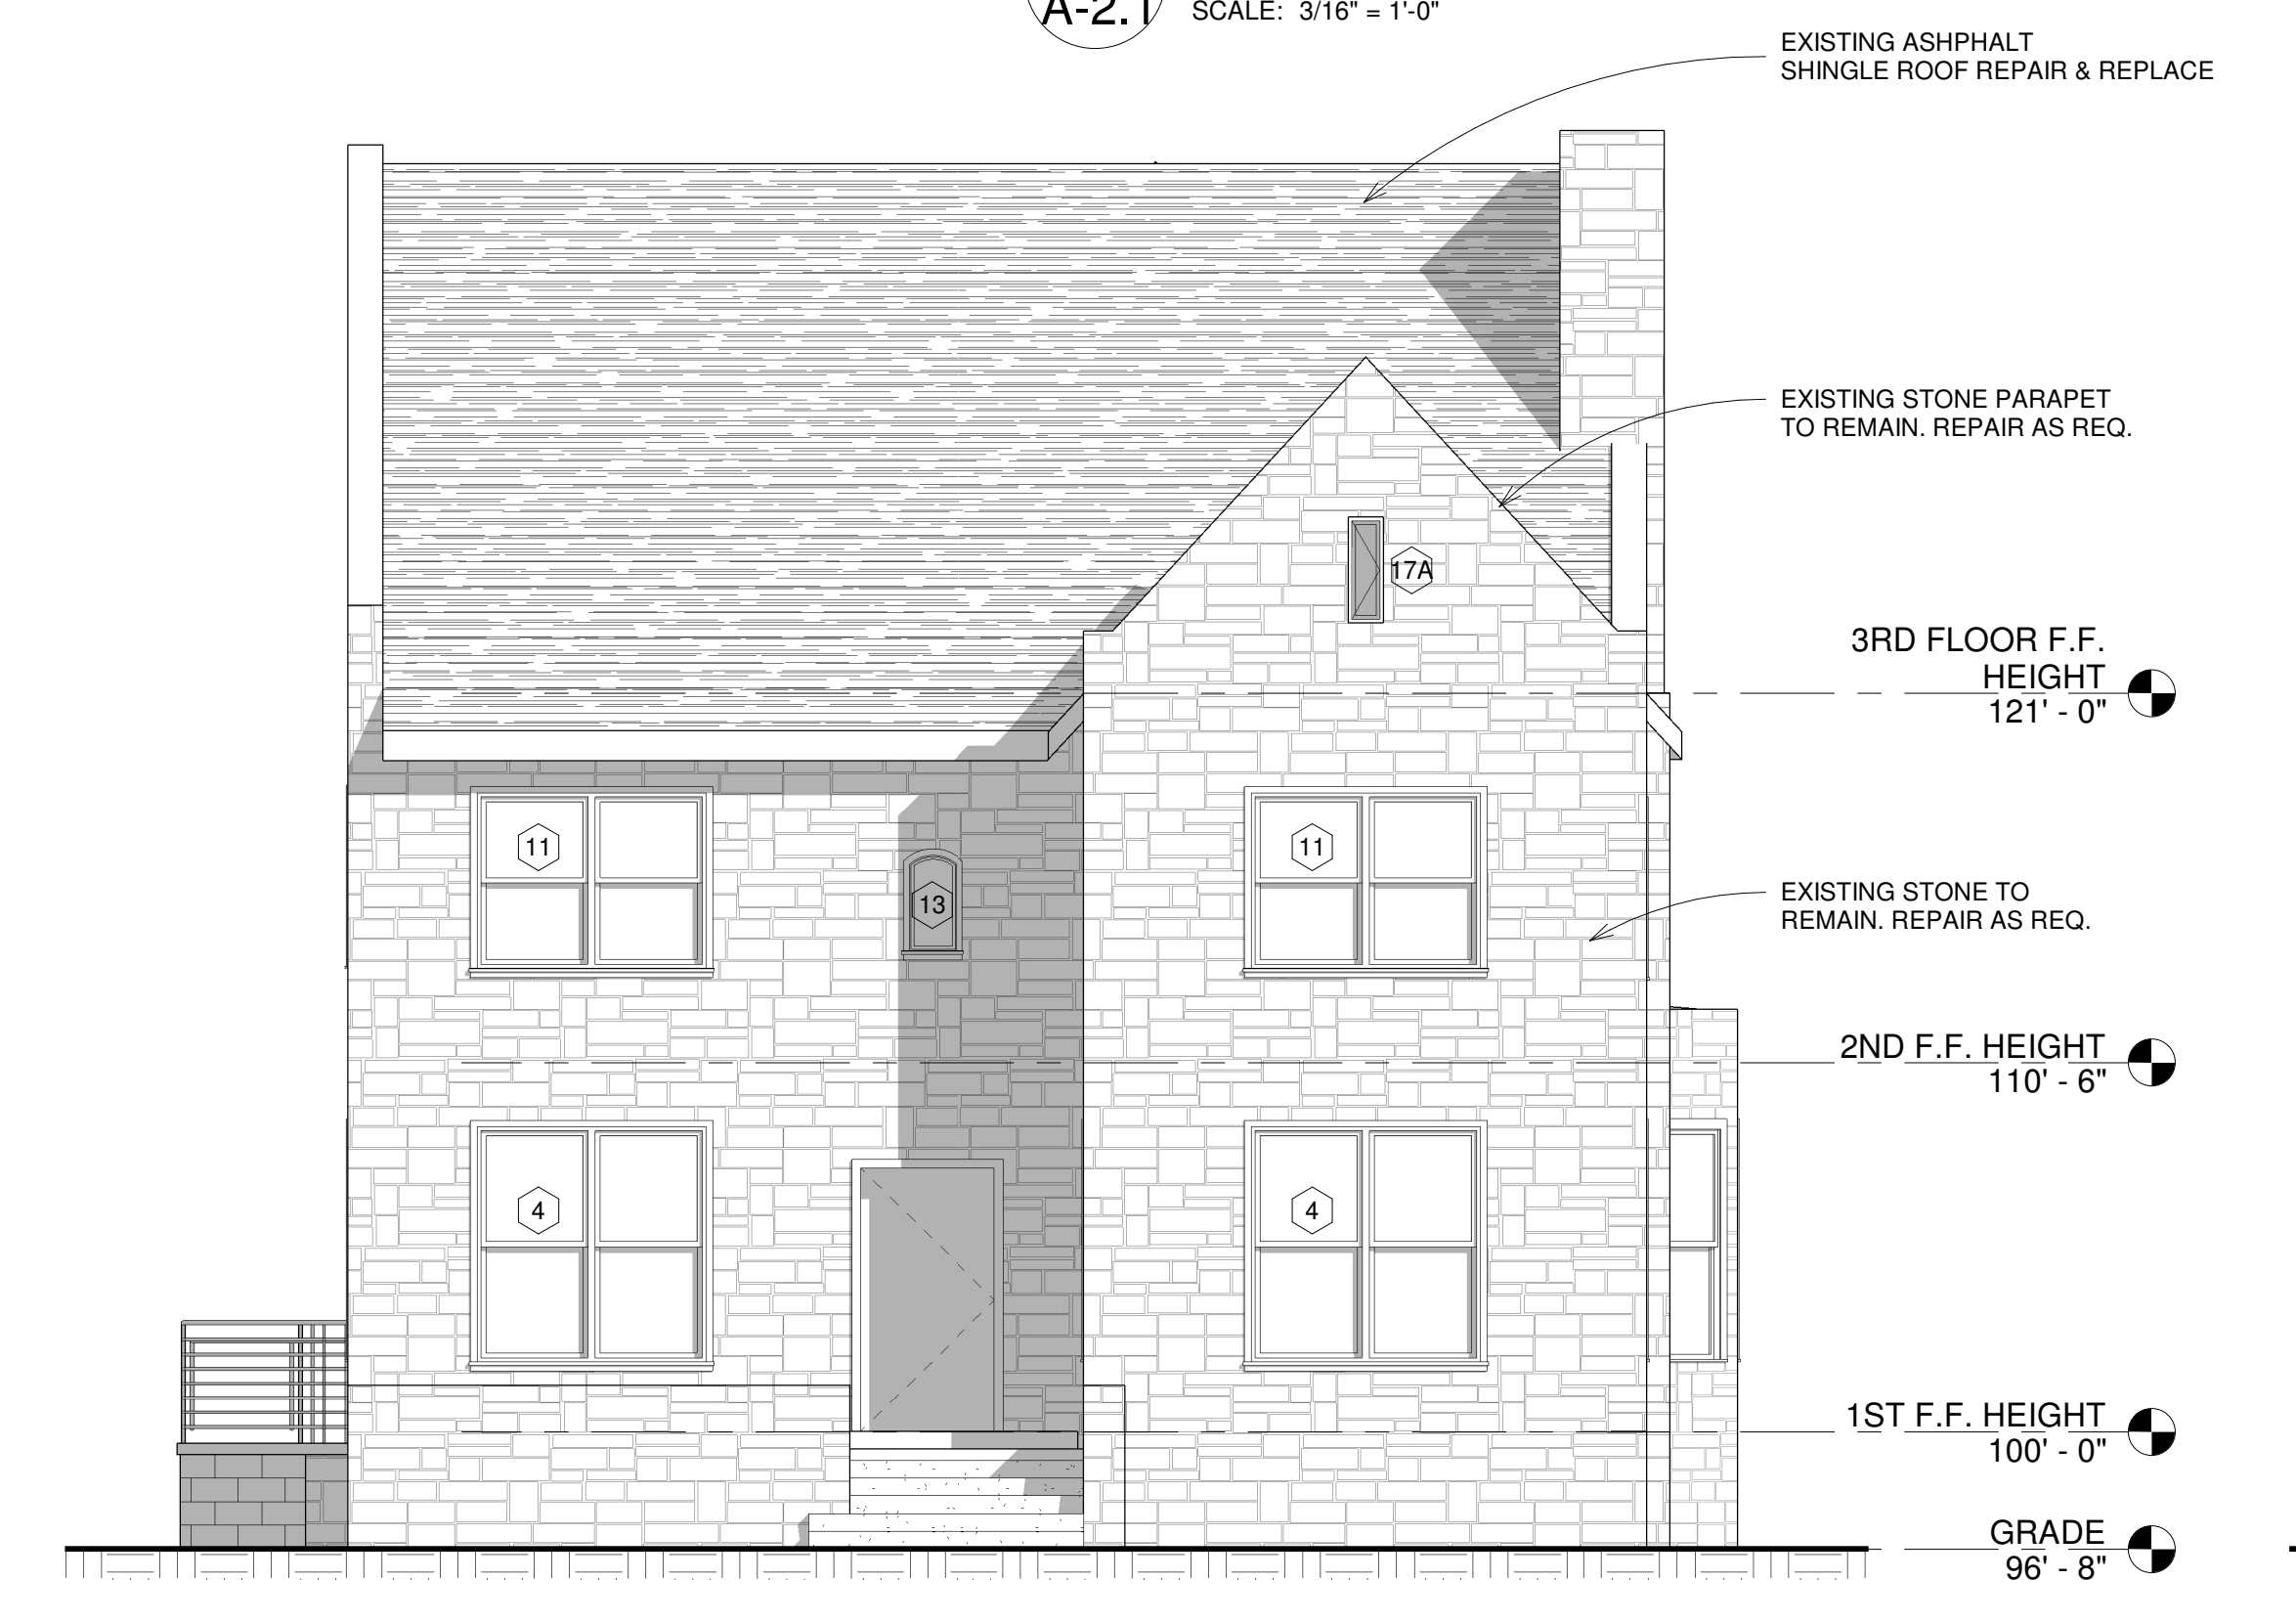 A-2.1
SCALE: 3/16" = 1'-0"
EXISTING ASHPHALT
SHINGLE ROOF REPAIR & REPLACE
EXISTING STONE PARAPET
TO REMAIN. REPAIR AS REQ.
17A
3RD FLOOR F.F.
HEIGHT
121' - 0"
11
11
13
EXISTING STONE TO
REMAIN. REPAIR AS REQ.
2ND F.F. HEIGHT
110' - 6"
4
4
1ST F.F. HEIGHT
100' - 0"
GRADE
96' - 8"